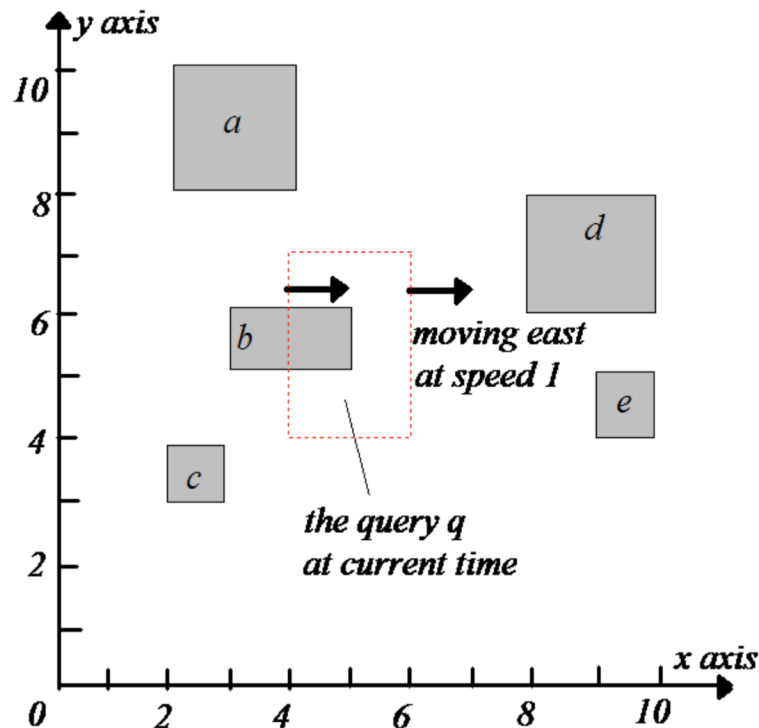 y axis
10
a
8
d
6
b
moving east
at speed 1
e
4
c
the query q
at current time
2
x axis
0
2
4
6
8
10